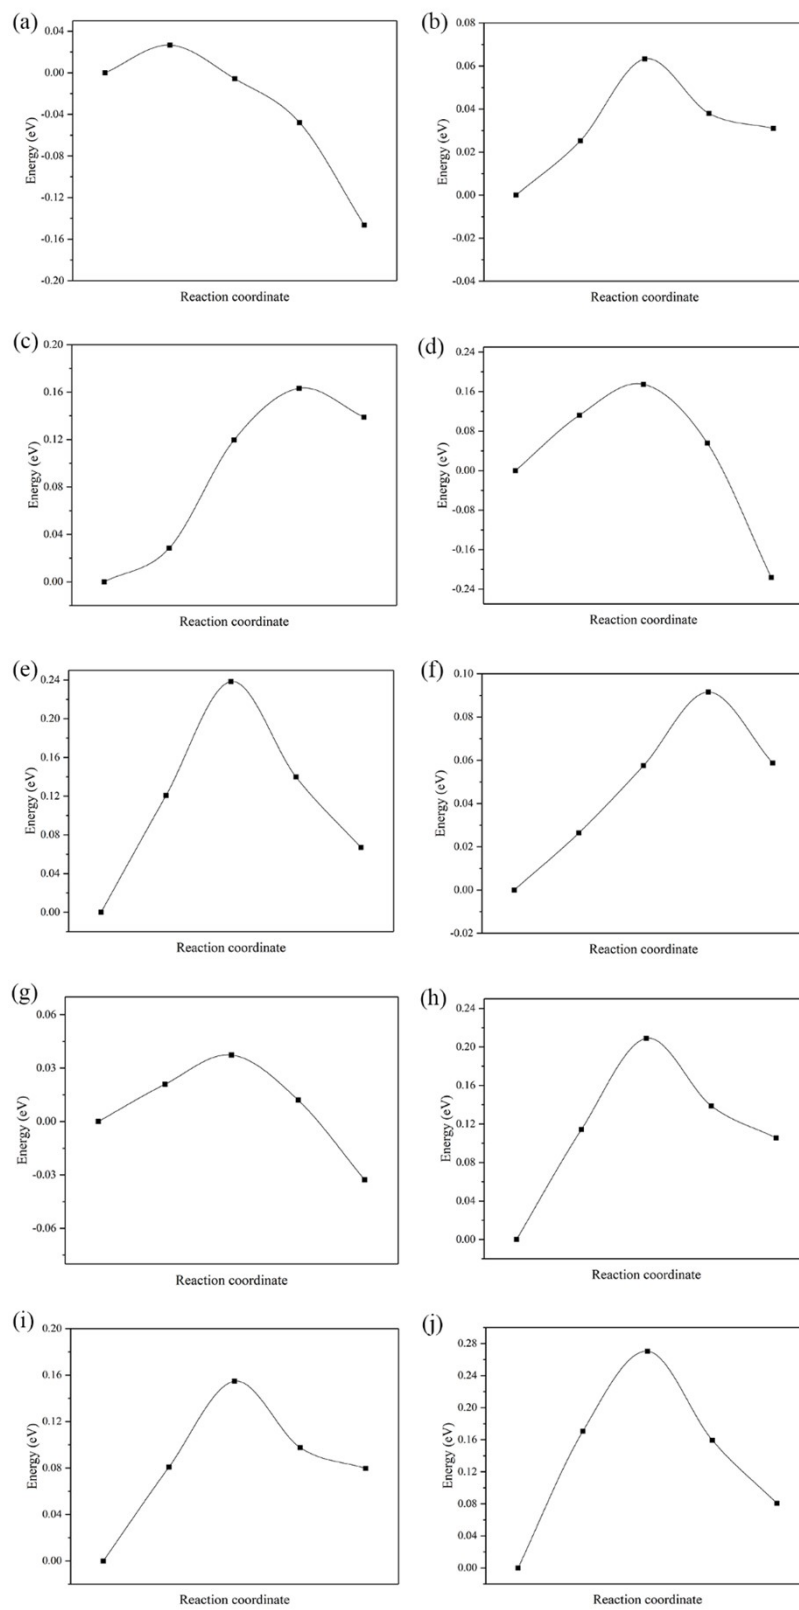 (a)
0.04
0.00
-0.04
-0.08
-0.12
-0.16
-0.20
Energy (eV)
Reaction coordinate
(b)
0.08
0.06
0.04
0.02
0.00
-0.02
-0.04
Energy (eV)
Reaction coordinate
(c)
0.20
0.16
0.12
0.08
0.04
0.00
Energy (eV)
Reaction coordinate
(d)
0.24
0.16
0.08
0.00
-0.08
-0.16
-0.24
Energy (eV)
Reaction coordinate
(e)
0.24
0.20
0.16
0.12
0.08
0.04
0.00
Energy (eV)
Reaction coordinate
(f)
0.10
0.08
0.06
0.04
0.02
0.00
-0.02
Energy (eV)
Reaction coordinate
(g)
0.06
0.03
0.00
-0.03
-0.06
Energy (eV)
Reaction coordinate
(h)
0.24
0.20
0.16
0.12
0.08
0.04
0.00
Energy (eV)
Reaction coordinate
(i)
0.20
0.16
0.12
0.08
0.04
0.00
Energy (eV)
Reaction coordinate
(j)
0.28
0.24
0.20
0.16
0.12
0.08
0.04
0.00
Energy (eV)
Reaction coordinate